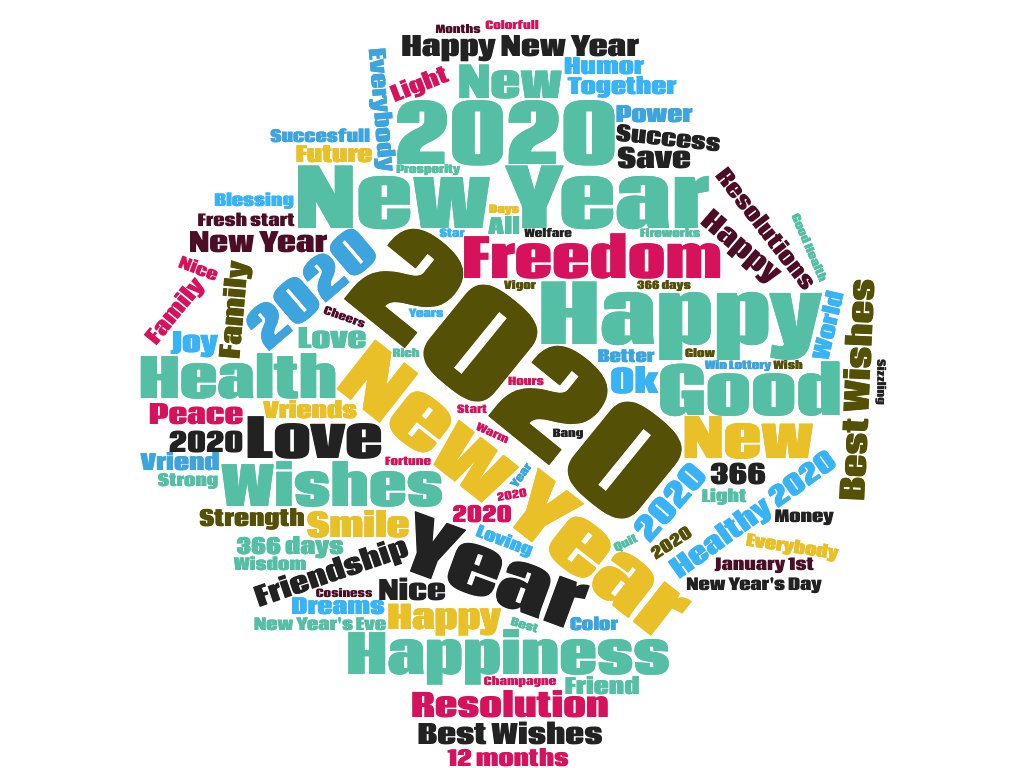 Months
Colorfull
Happy New Year
Everybody
Light
New
Humor
Together
2020
Power
Succesfull
Success
Future
Save
Prosperity
New Year
Resolutions
Blessing
Days
Fresh start
All
Star
Welfare
Fireworks
Happy
Good Health
New Year
2020
2020
Freedom
Nice
Family
Family
Vigor
366 days
Happy
World
Best Wishes
Cheers
Years
Joy
Love
Rich
Better
Glow
Win Lottery
Wish
Sizzling
Health
New Year
Hours
Ok
Good
Peace
Vriends
Start
2020
Love
Warm
Bang
New
Vriend
Fortune
Strong
Wishes
Year
2020
2020
366
Light
Healthy 2020
Strength
Smile
2020
Money
366 days
Loving
Quit
2020
Everybody
Wisdom
Friendship
Year
January 1st
Cosiness
Nice
New Year's Day
Dreams
New Year's Eve
Happy
Best
Color
Happiness
Champagne
Friend
Resolution
Best Wishes
12 months